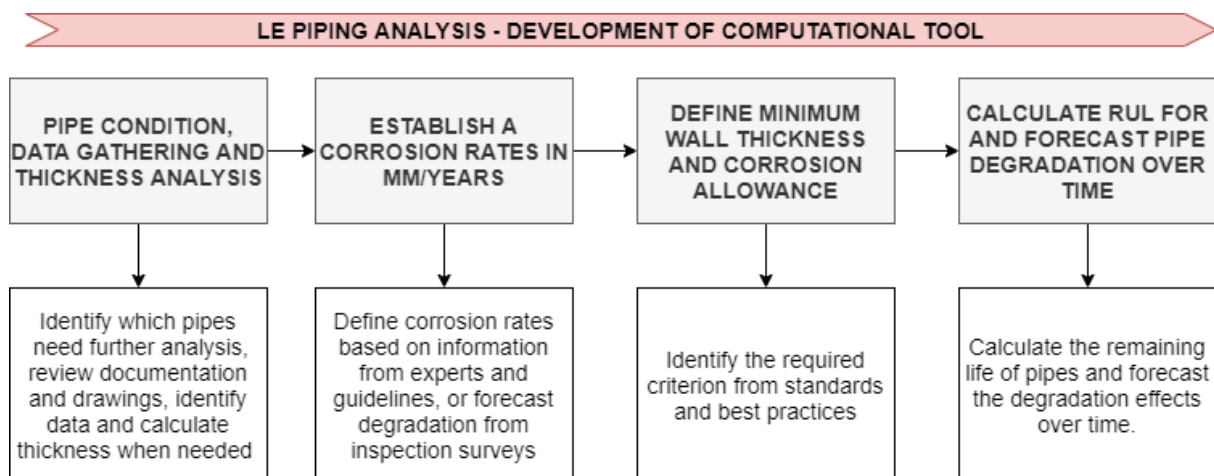 LE PIPING ANALYSIS - DEVELOPMENT OF COMPUTATIONAL TOOL
PIPE CONDITION,
DATA GATHERING AND
THICKNESS ANALYSIS
ESTABLISH A
CORROSION RATES IN
MM/YEARS
DEFINE MINIMUM
WALL THICKNESS
AND CORROSION
ALLOWANCE
CALCULATE RUL FOR
AND FORECAST PIPE
DEGRADATION OVER
TIME
Identify which pipes
need further analysis,
review documentation
and drawings, identify
data and calculate
thickness when needed
Define corrosion rates
based on information
from experts and
guidelines, or forecast
degradation from
inspection surveys
Identify the required
criterion from standards
and best practices
Calculate the remaining
life of pipes and forecast
the degradation effects
over time.